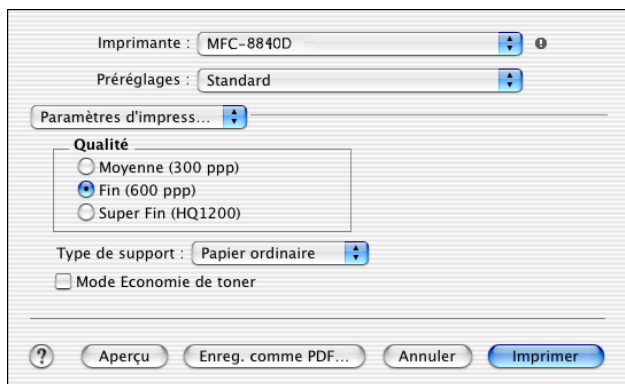 Imprimante : MFC-8840D
Préréglages : Standard
Paramètres d'impress...
Qualité
Moyenne (300 ppp)
Fin (600 ppp)
Super Fin (HQ1200)
Type de support : Papier ordinaire
Mode Economie de toner
? Aperçu Enreg. comme PDF... Annuler Imprimer